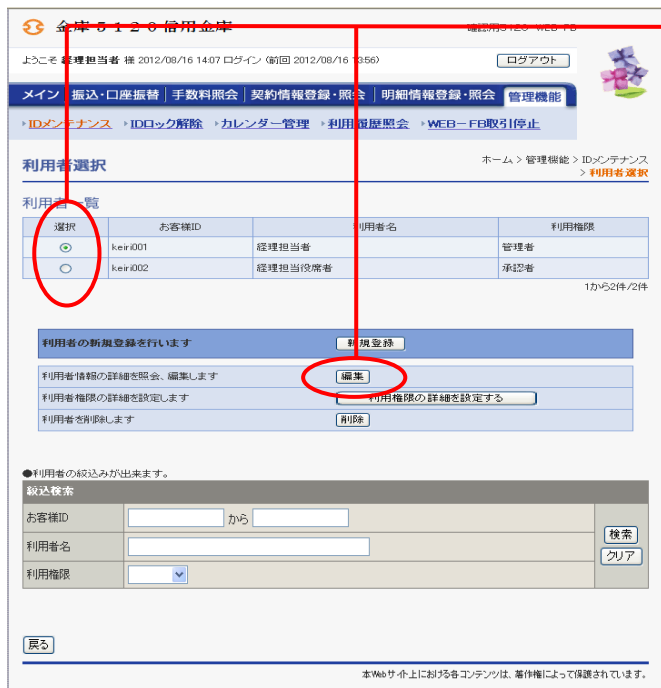 金庫5120信用金庫
確認用5120 WEB-FB
ようこそ 経理担当者 様 2012/08/16 14:07 ログイン (前回 2012/08/16 13:56)
ログアウト
メイン 振込・口座振替 手数料照会 契約情報登録・照会 明細情報登録・照会 管理機能
IDメンテナンス IDロック解除 カレンダー管理 利用履歴照会 WEB－FB取引停止
利用者選択
ホーム > 管理機能 > IDメンテナンス
> 利用者選択
利用者一覧
選択 お客様ID 利用者名 利用権限
keiri001 経理担当者 管理者
keiri002 経理担当役席者 承認者
1から2件/2件
利用者の新規登録を行います 新規登録
利用者情報の詳細を照会、編集します 編集
利用者権限の詳細を設定します 利用権限の詳細を設定する
利用者を削除します 削除
●利用者の絞込みが出来ます。
絞込検索
お客様ID から
利用者名
利用権限
検索
クリア
戻る
本Webサイト上における各コンテンツは、著作権によって保護されています。